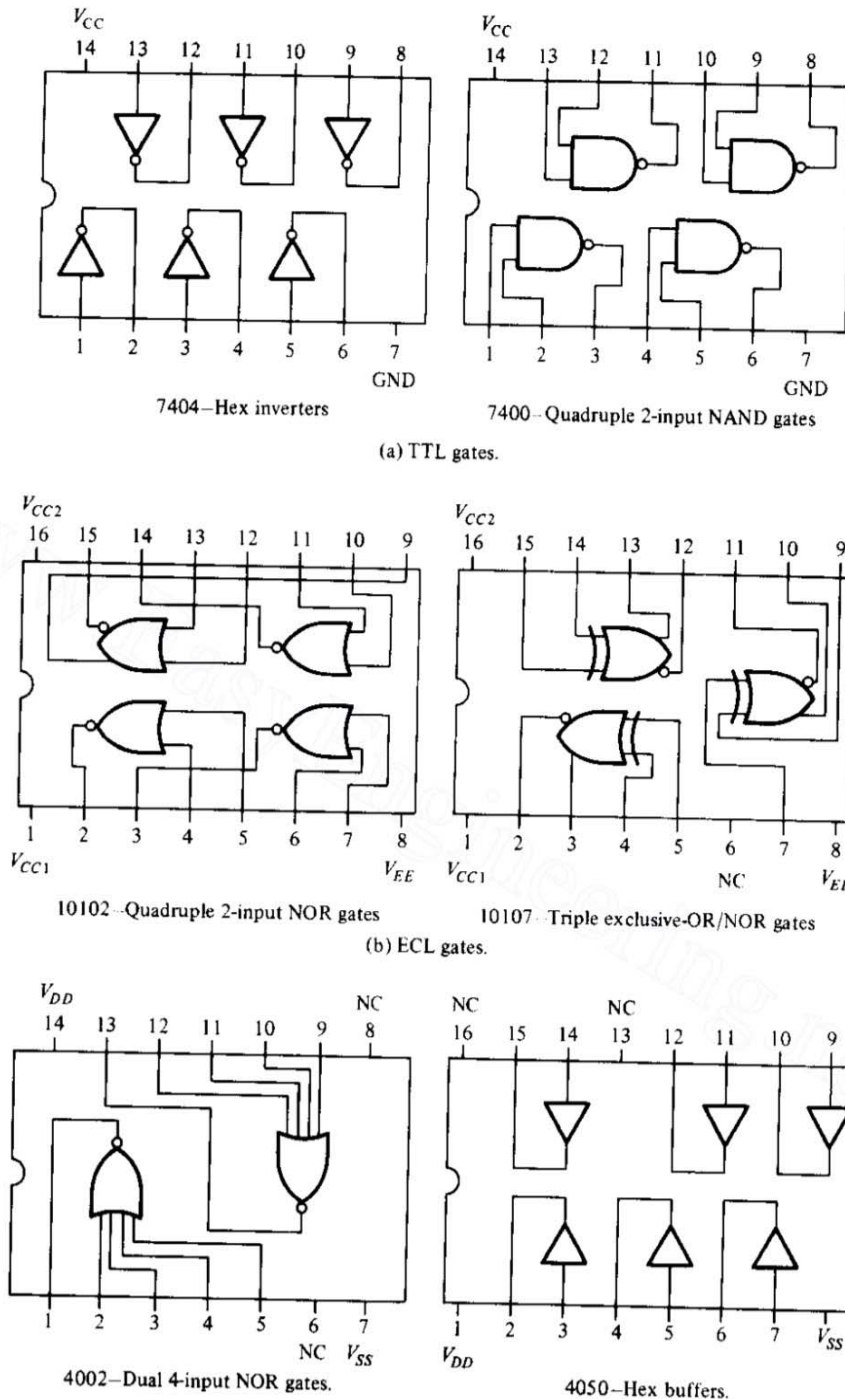 V_CC
14 13 12 11 10 9 8
1 2 3 4 5 6 7
GND
7404–Hex inverters
V_CC
14 13 12 11 10 9 8
1 2 3 4 5 6 7
GND
7400–Quadruple 2-input NAND gates
(a) TTL gates.
V_CC2
16 15 14 13 12 11 10 9
1 2 3 4 5 6 7 8
V_CC1 V_EE
10102–Quadruple 2-input NOR gates
V_CC2
16 15 14 13 12 11 10 9
1 2 3 4 5 6 7 8
V_CC1 NC
10107–Triple exclusive-OR/NOR gates
(b) ECL gates.
V_DD NC
14 13 12 11 10 9 8
1 2 3 4 5 6 7
NC V_SS
4002–Dual 4-input NOR gates.
NC NC
16 15 14 13 12 11 10 9
1 2 3 4 5 6 7 V_SS
V_DD
4050–Hex buffers.